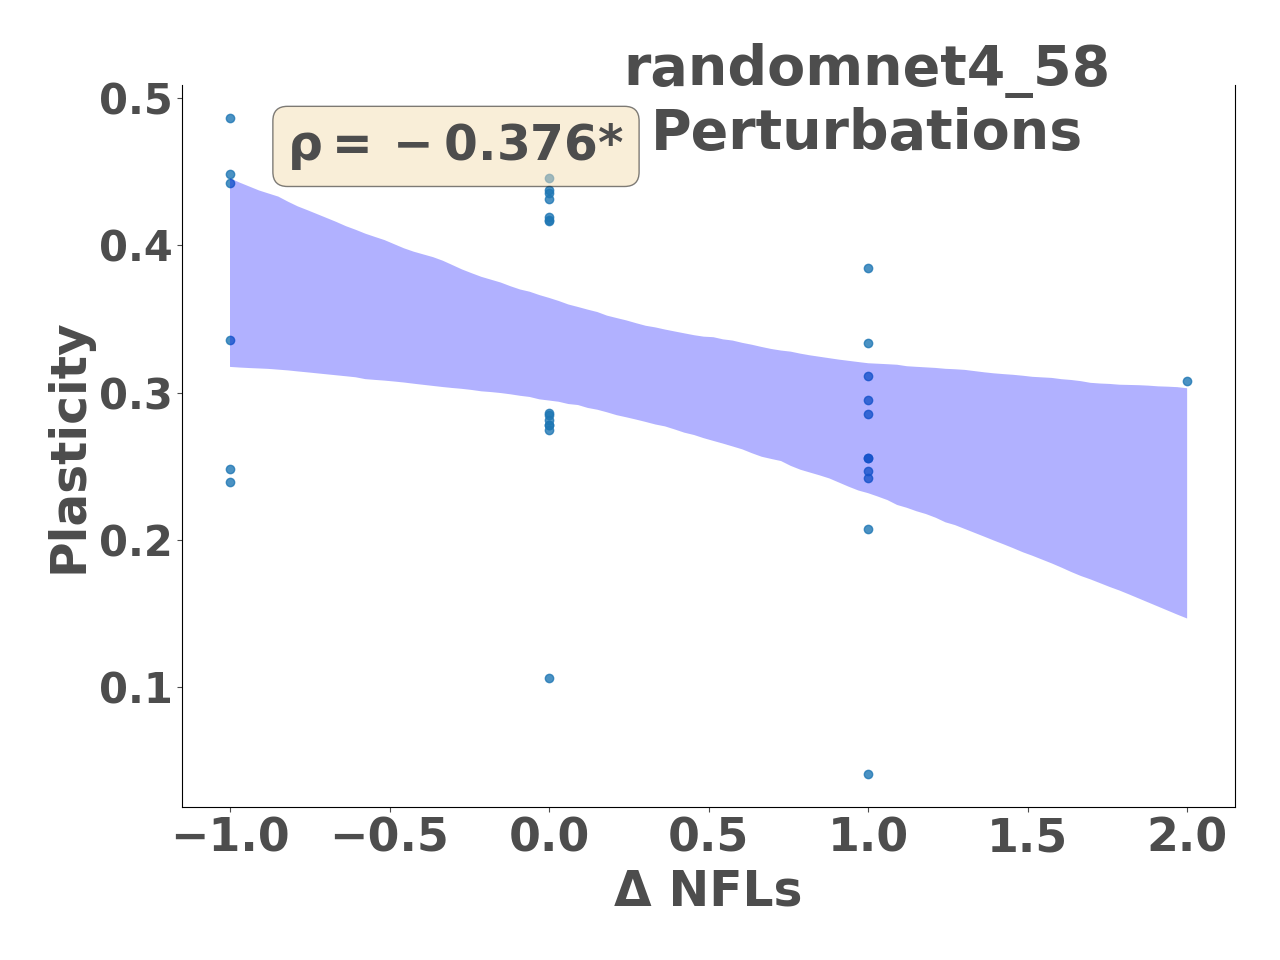 randomnet4_58
Perturbations
ρ = − 0.376*
0.5
0.4
0.3
0.2
0.1
Plasticity
−1.0 −0.5 0.0 0.5 1.0 1.5 2.0
Δ NFLs